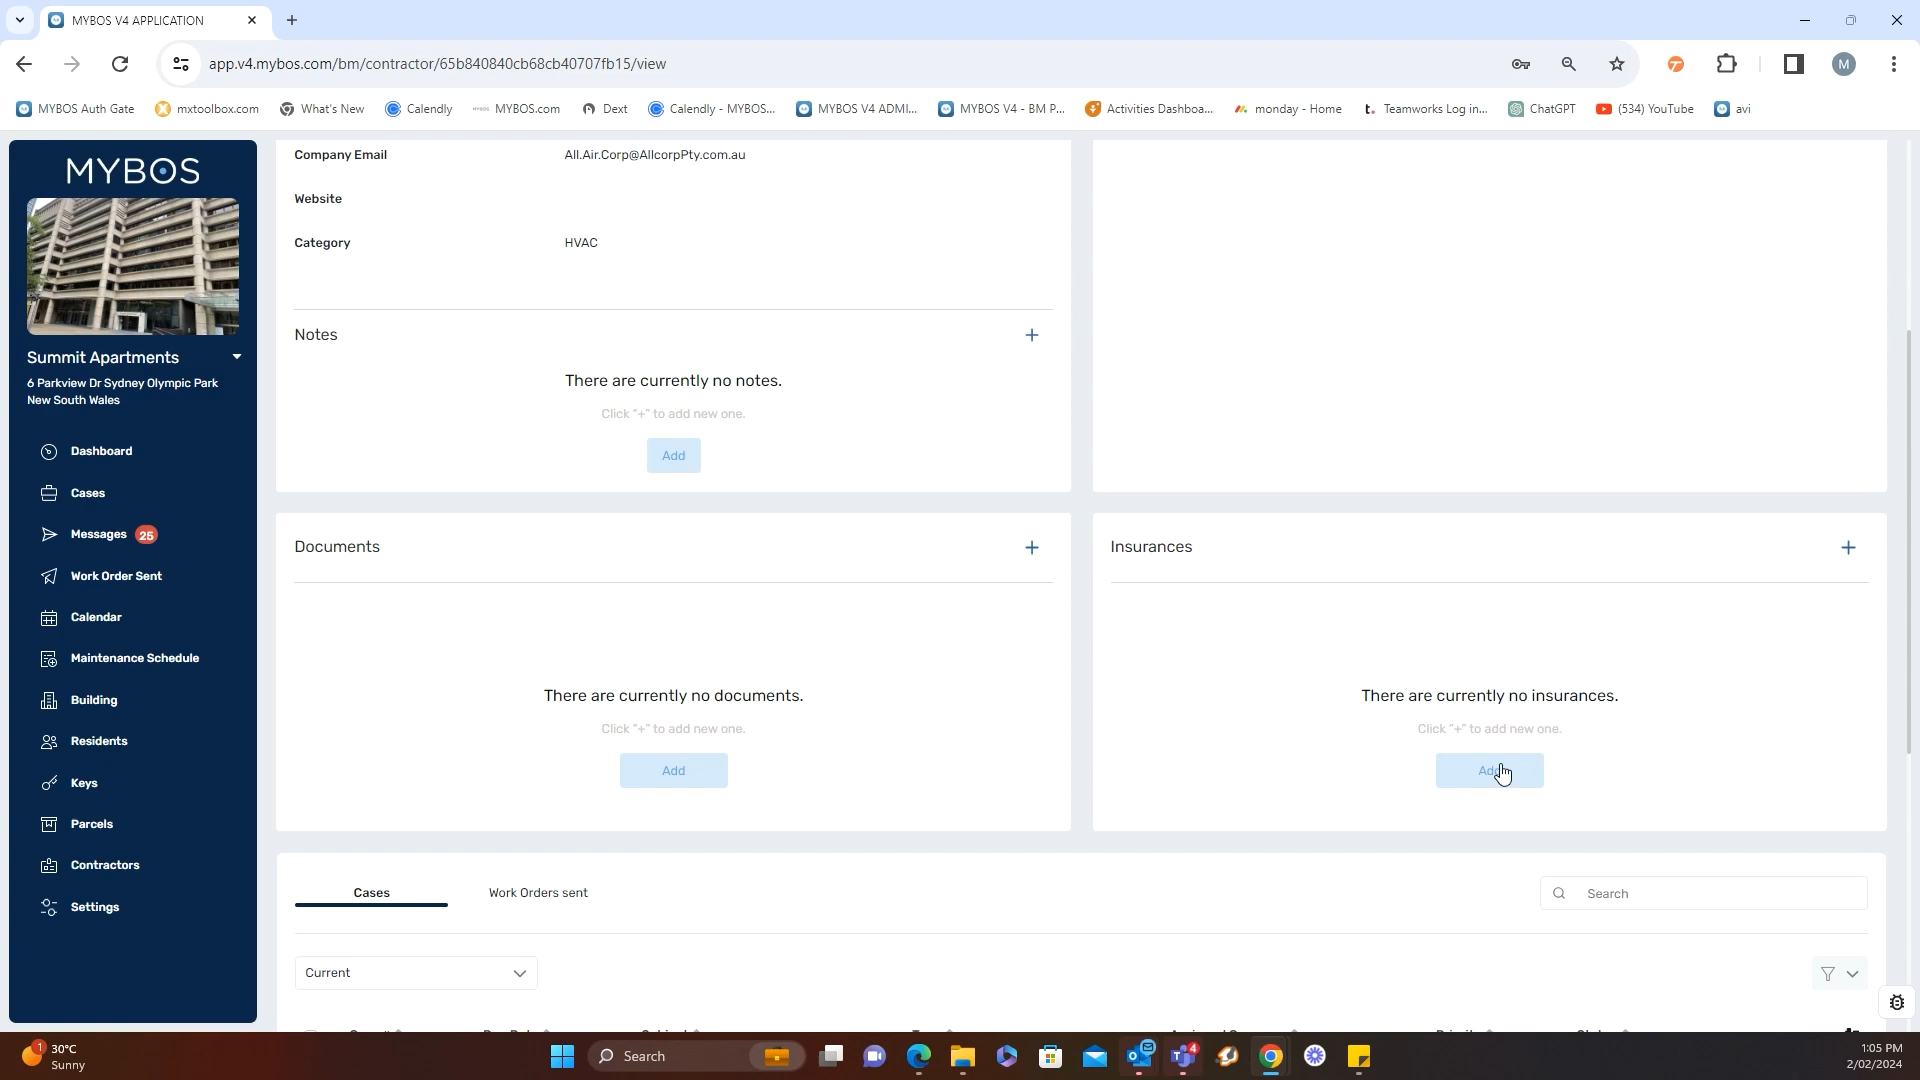 MYBOS V4 APPLICATION
app.v4.mybos.com/bm/contractor/65b840840cb68cb40707fb15/view
M
MYBOS Auth Gate
mxtoolbox.com
What's New
Calendly
MYBOS.com
Dext
Calendly - MYBOS...
MYBOS V4 ADMI...
MYBOS V4 - BM P...
Activities Dashboa...
monday - Home
Teamworks Log in...
ChatGPT
(534) YouTube
avi
MYBOS
Summit Apartments
6 Parkview Dr Sydney Olympic Park
New South Wales
Dashboard
Cases
Messages 25
Work Order Sent
Calendar
Maintenance Schedule
Building
Residents
Keys
Parcels
Contractors
Settings
Company Email All.Air.Corp@AllcorpPty.com.au
Website
Category HVAC
Notes
There are currently no notes.
Click "+" to add new one.
Add
Documents
There are currently no documents.
Click "+" to add new one.
Add
Insurances
There are currently no insurances.
Click "+" to add new one.
Add
Cases Work Orders sent
Search
Current
1
30°C
Sunny
Search
4
1:05 PM
2/02/2024